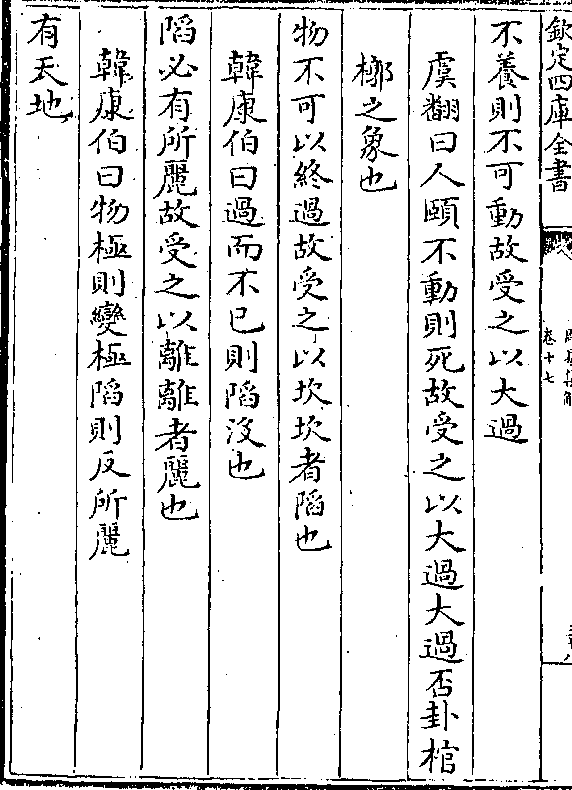 欽定四庫全書
卷十七
不養則不可動故受之以大過
虞翻曰人頤不動則死故受之以大過大過否卦棺
槨之象也
物不可以終過故受之以坎坎者䧟也
韓康伯曰過而不已則䧟沒也
䧟必有所麗故受之以離離者麗也
韓康伯曰物極則變極䧟則反所麗
有天地